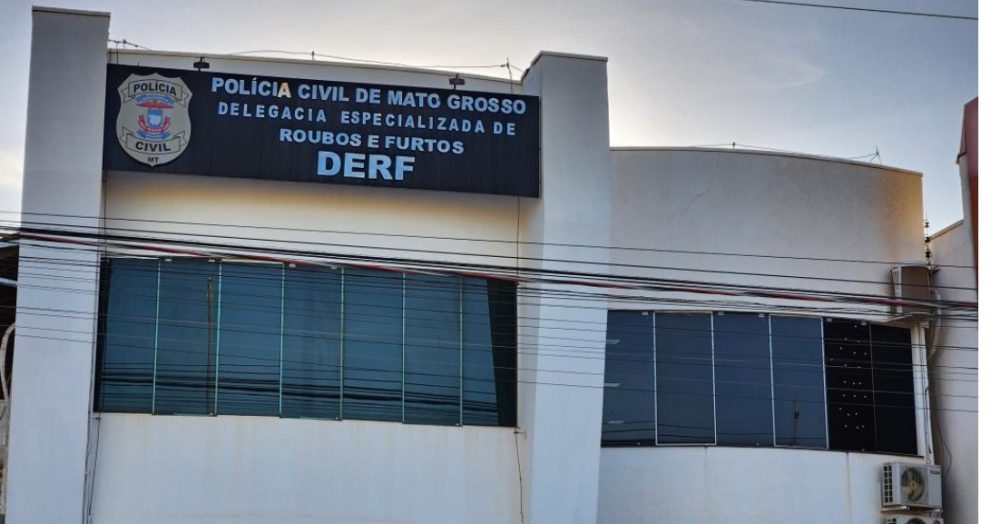 POLÍCIA
CIVIL
MT
POLÍCIA CIVIL DE MATO GROSSO
DELEGACIA ESPECIALIZADA DE
ROUBOS E FURTOS
DERF